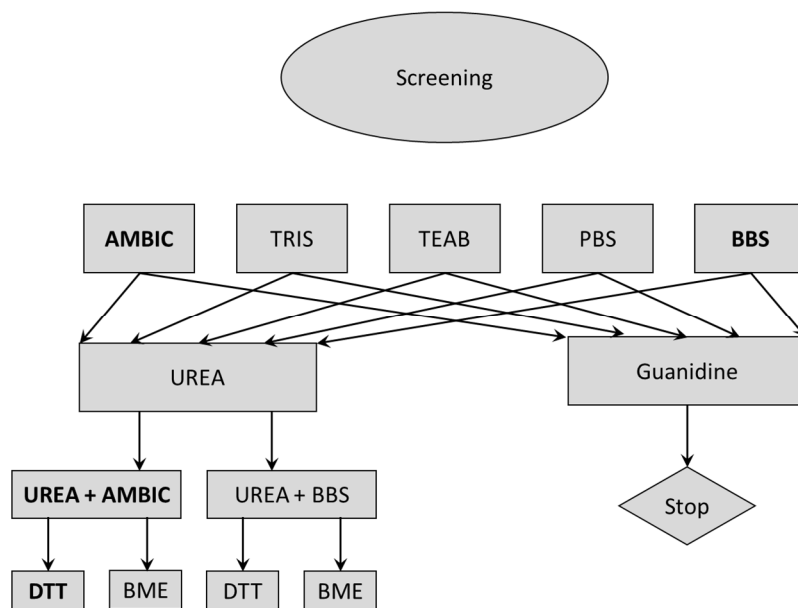 Screening
AMBIC
TRIS
TEAB
PBS
BBS
UREA
Guanidine
UREA + AMBIC
UREA + BBS
Stop
DTT
BME
DTT
BME